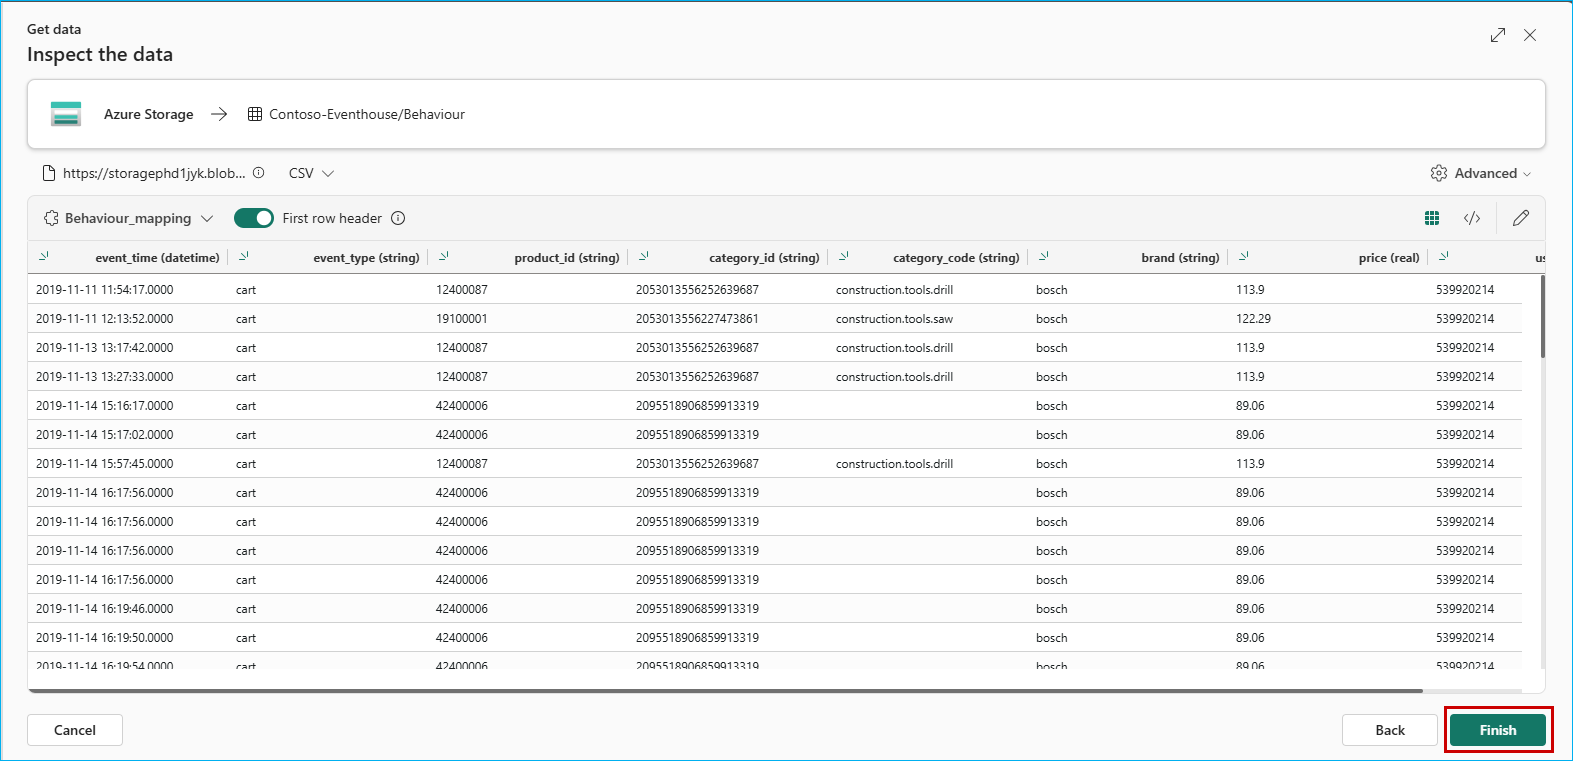 Get data
Inspect the data
Azure Storage Contoso-Eventhouse/Behaviour
https://storagephd1jyk.blob... CSV Advanced
Behaviour_mapping First row header
event_time (datetime) event_type (string) product_id (string) category_id (string) category_code (string) brand (string) price (real) us
2019-11-11 11:54:17.0000 cart 12400087 2053013556252639687 construction.tools.drill bosch 113.9 539920214
2019-11-11 12:13:52.0000 cart 19100001 2053013556227473861 construction.tools.saw bosch 122.29 539920214
2019-11-13 13:17:42.0000 cart 12400087 2053013556252639687 construction.tools.drill bosch 113.9 539920214
2019-11-13 13:27:33.0000 cart 12400087 2053013556252639687 construction.tools.drill bosch 113.9 539920214
2019-11-14 15:16:17.0000 cart 42400006 2095518906859913319 bosch 89.06 539920214
2019-11-14 15:17:02.0000 cart 42400006 2095518906859913319 bosch 89.06 539920214
2019-11-14 15:57:45.0000 cart 12400087 2053013556252639687 construction.tools.drill bosch 113.9 539920214
2019-11-14 16:17:56.0000 cart 42400006 2095518906859913319 bosch 89.06 539920214
2019-11-14 16:17:56.0000 cart 42400006 2095518906859913319 bosch 89.06 539920214
2019-11-14 16:17:56.0000 cart 42400006 2095518906859913319 bosch 89.06 539920214
2019-11-14 16:17:56.0000 cart 42400006 2095518906859913319 bosch 89.06 539920214
2019-11-14 16:19:46.0000 cart 42400006 2095518906859913319 bosch 89.06 539920214
2019-11-14 16:19:50.0000 cart 42400006 2095518906859913319 bosch 89.06 539920214
2019-11-14 16:19:54.0000 cart 42400006 2095518906859913319 bosch 89.06 539920214
Cancel Back Finish